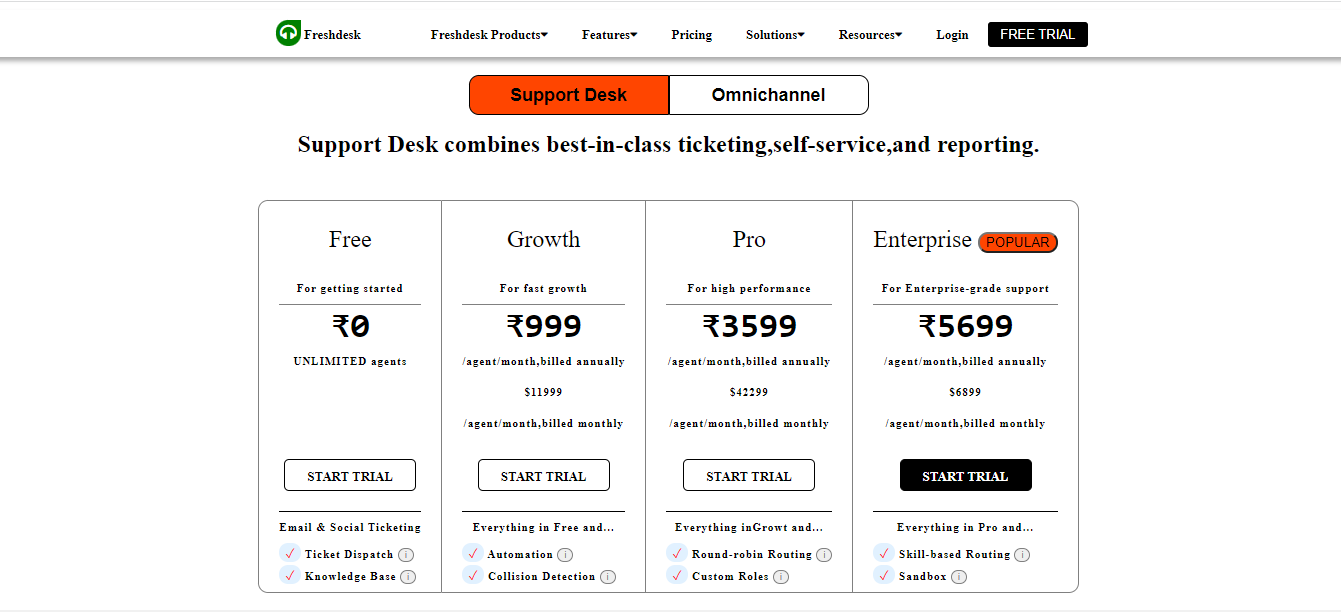 Freshdesk Freshdesk Products▾ Features▾ Pricing Solutions▾ Resources▾ Login FREE TRIAL
Support Desk Omnichannel
Support Desk combines best-in-class ticketing,self-service,and reporting.
Free
For getting started
₹0
UNLIMITED agents
START TRIAL
Email & Social Ticketing
✓ Ticket Dispatch ⓘ
✓ Knowledge Base ⓘ
Growth
For fast growth
₹999
/agent/month,billed annually
$11999
/agent/month,billed monthly
START TRIAL
Everything in Free and...
✓ Automation ⓘ
✓ Collision Detection ⓘ
Pro
For high performance
₹3599
/agent/month,billed annually
$42299
/agent/month,billed monthly
START TRIAL
Everything inGrowt and...
✓ Round-robin Routing ⓘ
✓ Custom Roles ⓘ
Enterprise POPULAR
For Enterprise-grade support
₹5699
/agent/month,billed annually
$6899
/agent/month,billed monthly
START TRIAL
Everything in Pro and...
✓ Skill-based Routing ⓘ
✓ Sandbox ⓘ